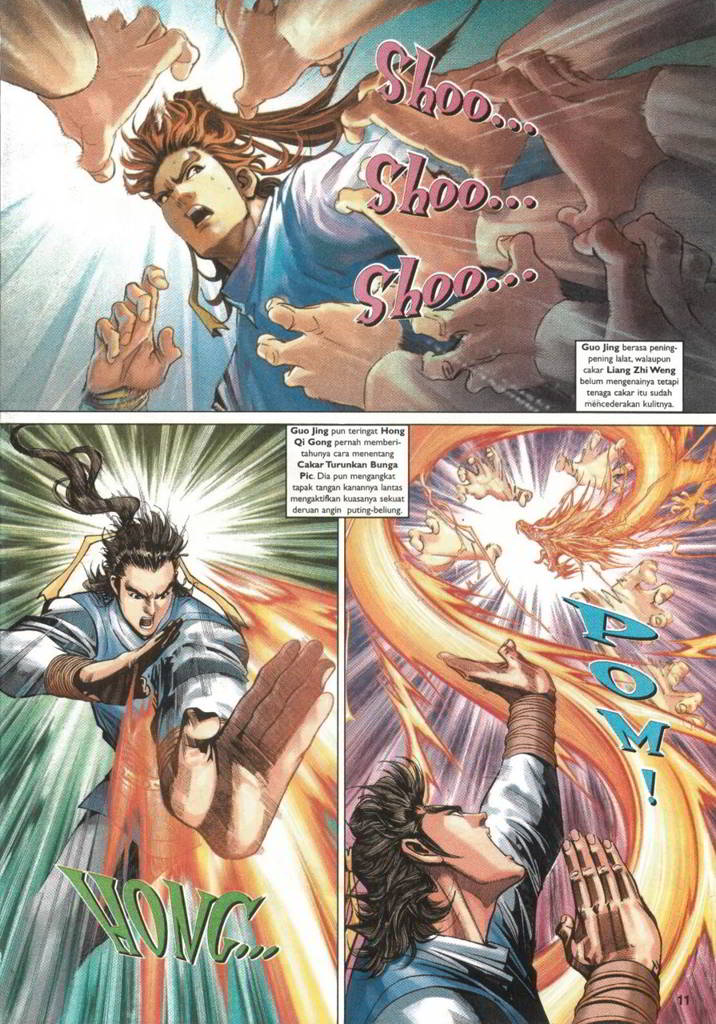 Shoo...
Shoo...
Shoo...
Guo Jing berasa pening-
pening lalat, walaupun
cakar Liang Zhi Weng
belum mengenainya tetapi
tenaga cakar itu sudah
mencederakan kulitnya.
Guo Jing pun teringat Hong
Qi Gong pernah memberi-
tahunya cara menentang
Cakar Turunkan Bunga
Pic. Dia pun mengangkat
tapak tangan kanannya lantas
mengaktifkan kuasanya sekuat
deruan angin puting-beliung.
HONG...
POM!
11